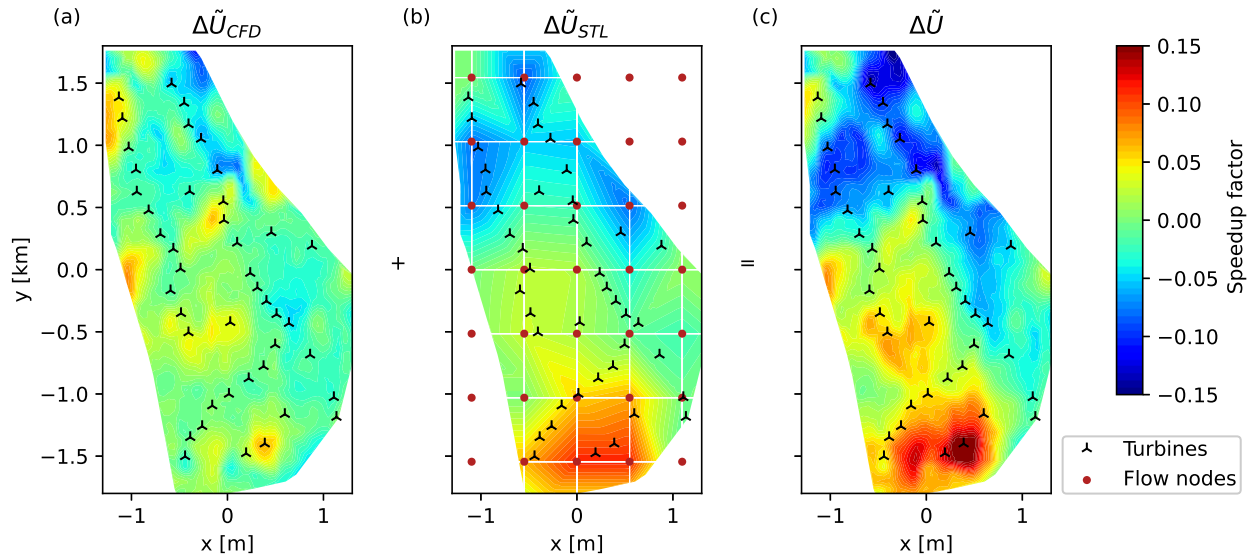 (a)
ΔŨ_CFD
(b)
ΔŨ_STL
(c)
ΔŨ
1.5
1.0
0.5
0.0
−0.5
−1.0
−1.5
y [km]
−1 0 1
x [m]
+
−1 0 1
x [m]
=
−1 0 1
x [m]
0.15
0.10
0.05
0.00
−0.05
−0.10
−0.15
Speedup factor
Turbines
Flow nodes